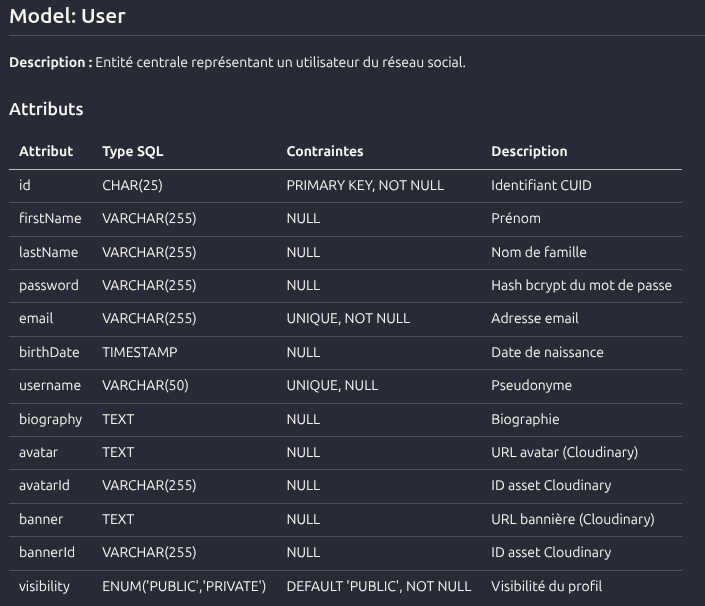 Model: User
Description : Entité centrale représentant un utilisateur du réseau social.
Attributs
Attribut Type SQL Contraintes Description
id CHAR(25) PRIMARY KEY, NOT NULL Identifiant CUID
firstName VARCHAR(255) NULL Prénom
lastName VARCHAR(255) NULL Nom de famille
password VARCHAR(255) NULL Hash bcrypt du mot de passe
email VARCHAR(255) UNIQUE, NOT NULL Adresse email
birthDate TIMESTAMP NULL Date de naissance
username VARCHAR(50) UNIQUE, NULL Pseudonyme
biography TEXT NULL Biographie
avatar TEXT NULL URL avatar (Cloudinary)
avatarId VARCHAR(255) NULL ID asset Cloudinary
banner TEXT NULL URL bannière (Cloudinary)
bannerId VARCHAR(255) NULL ID asset Cloudinary
visibility ENUM('PUBLIC','PRIVATE') DEFAULT 'PUBLIC', NOT NULL Visibilité du profil